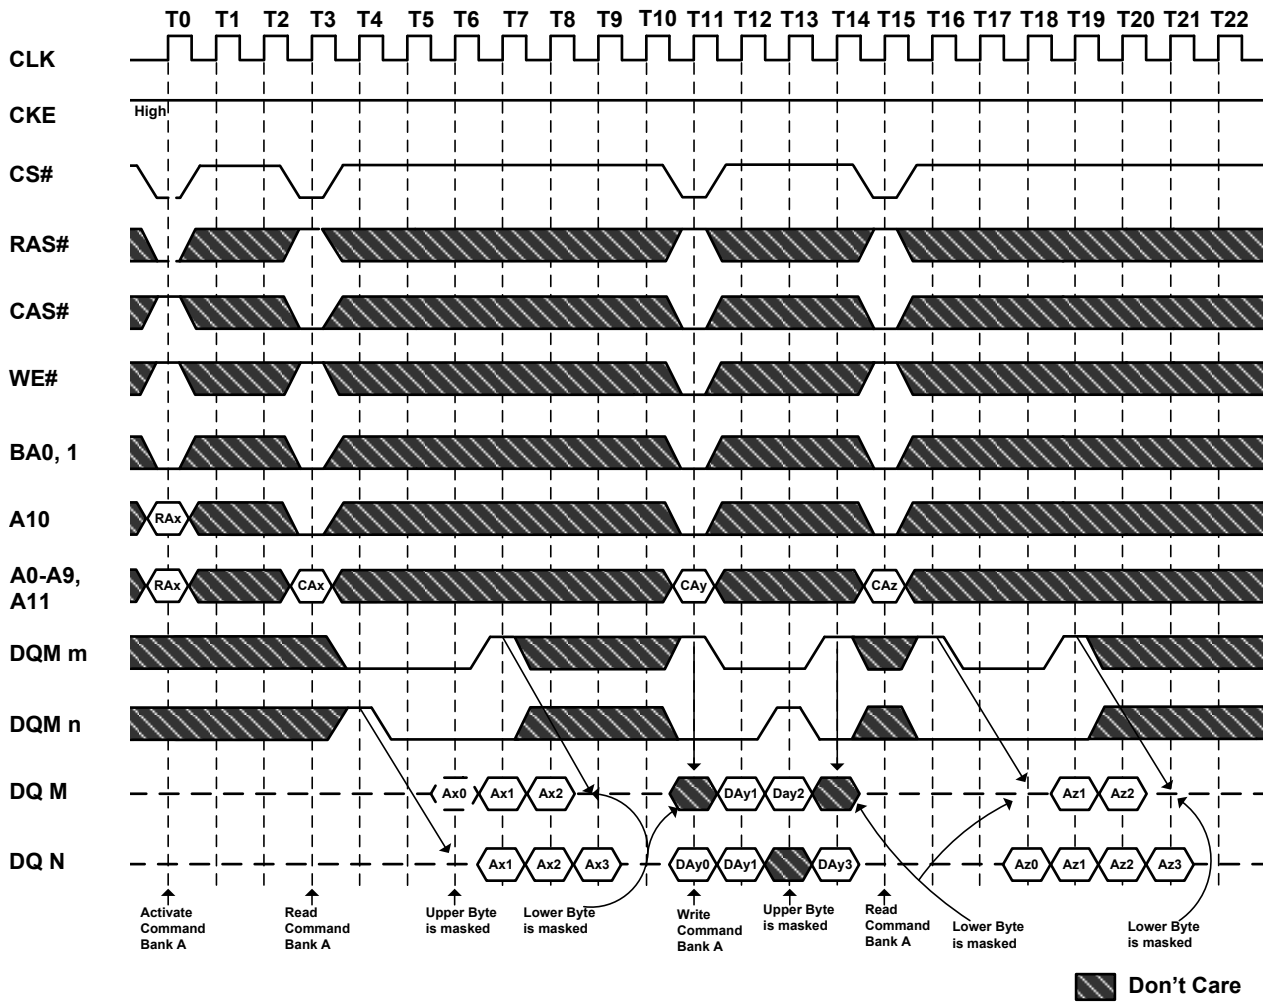 T0 T1 T2 T3 T4 T5 T6 T7 T8 T9 T10 T11 T12 T13 T14 T15 T16 T17 T18 T19 T20 T21 T22
CLK
CKE
High
CS#
RAS#
CAS#
WE#
BA0, 1
A10
RAx
A0-A9,
A11
RAx CAx CAy CAz
DQM m
DQM n
DQ M
Ax0 Ax1 Ax2 DAy1 Day2 Az1 Az2
DQ N
Ax1 Ax2 Ax3 DAy0 DAy1 DAy3 Az0 Az1 Az2 Az3
Activate
Command
Bank A
Read
Command
Bank A
Upper Byte
is masked
Lower Byte
is masked
Write
Command
Bank A
Upper Byte
is masked
Read
Command
Bank A
Lower Byte
is masked
Lower Byte
is masked
Don't Care